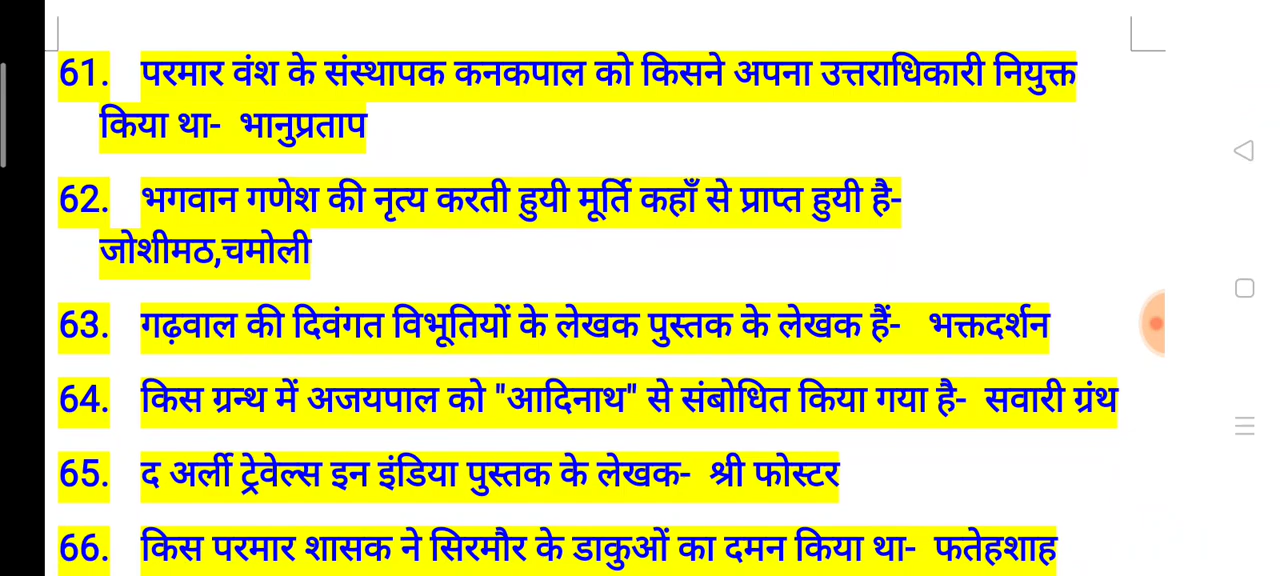 61. परमार वंश के संस्थापक कनकपाल को किसने अपना उत्तराधिकारी नियुक्त
किया था- भानुप्रताप
62. भगवान गणेश की नृत्य करती हुयी मूर्ति कहाँ से प्राप्त हुयी है-
जोशीमठ,चमोली
63. गढ़वाल की दिवंगत विभूतियों के लेखक पुस्तक के लेखक हैं- भक्तदर्शन
64. किस ग्रन्थ में अजयपाल को "आदिनाथ" से संबोधित किया गया है- सवारी ग्रंथ
65. द अर्ली ट्रेवेल्स इन इंडिया पुस्तक के लेखक- श्री फोस्टर
66. किस परमार शासक ने सिरमौर के डाकुओं का दमन किया था- फतेहशाह